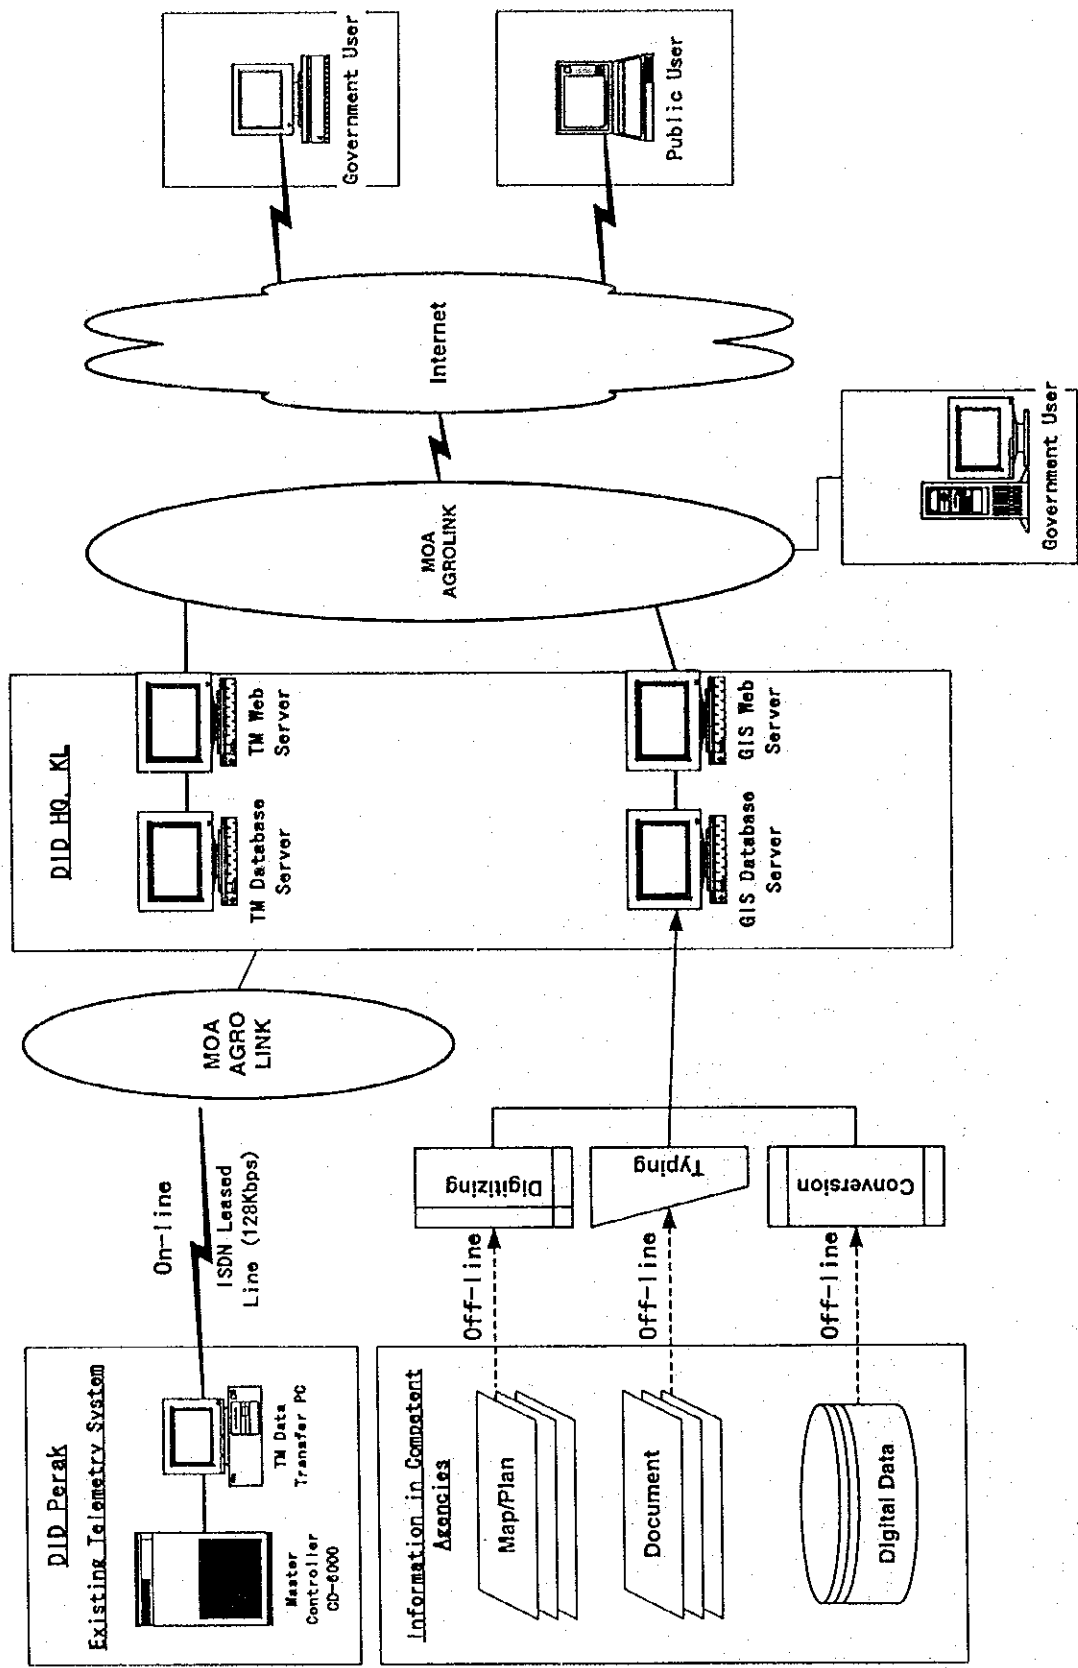 DID Perak
Existing Telemetry System
Master
Controller
CD-6000
TM Data
Transfer PC
On-line
ISDN Leased
Line (128Kbps)
MOA
AGRO
LINK
DID HQ. KL
TM Database
Server
TM Web
Server
GIS Database
Server
GIS Web
Server
MOA
AGROLINK
Internet
Government User
Public User
Government User
Information in Competent
Agencies
Map/Plan
Document
Digital Data
Off-line
Off-line
Off-line
Digitizing
Typing
Conversion